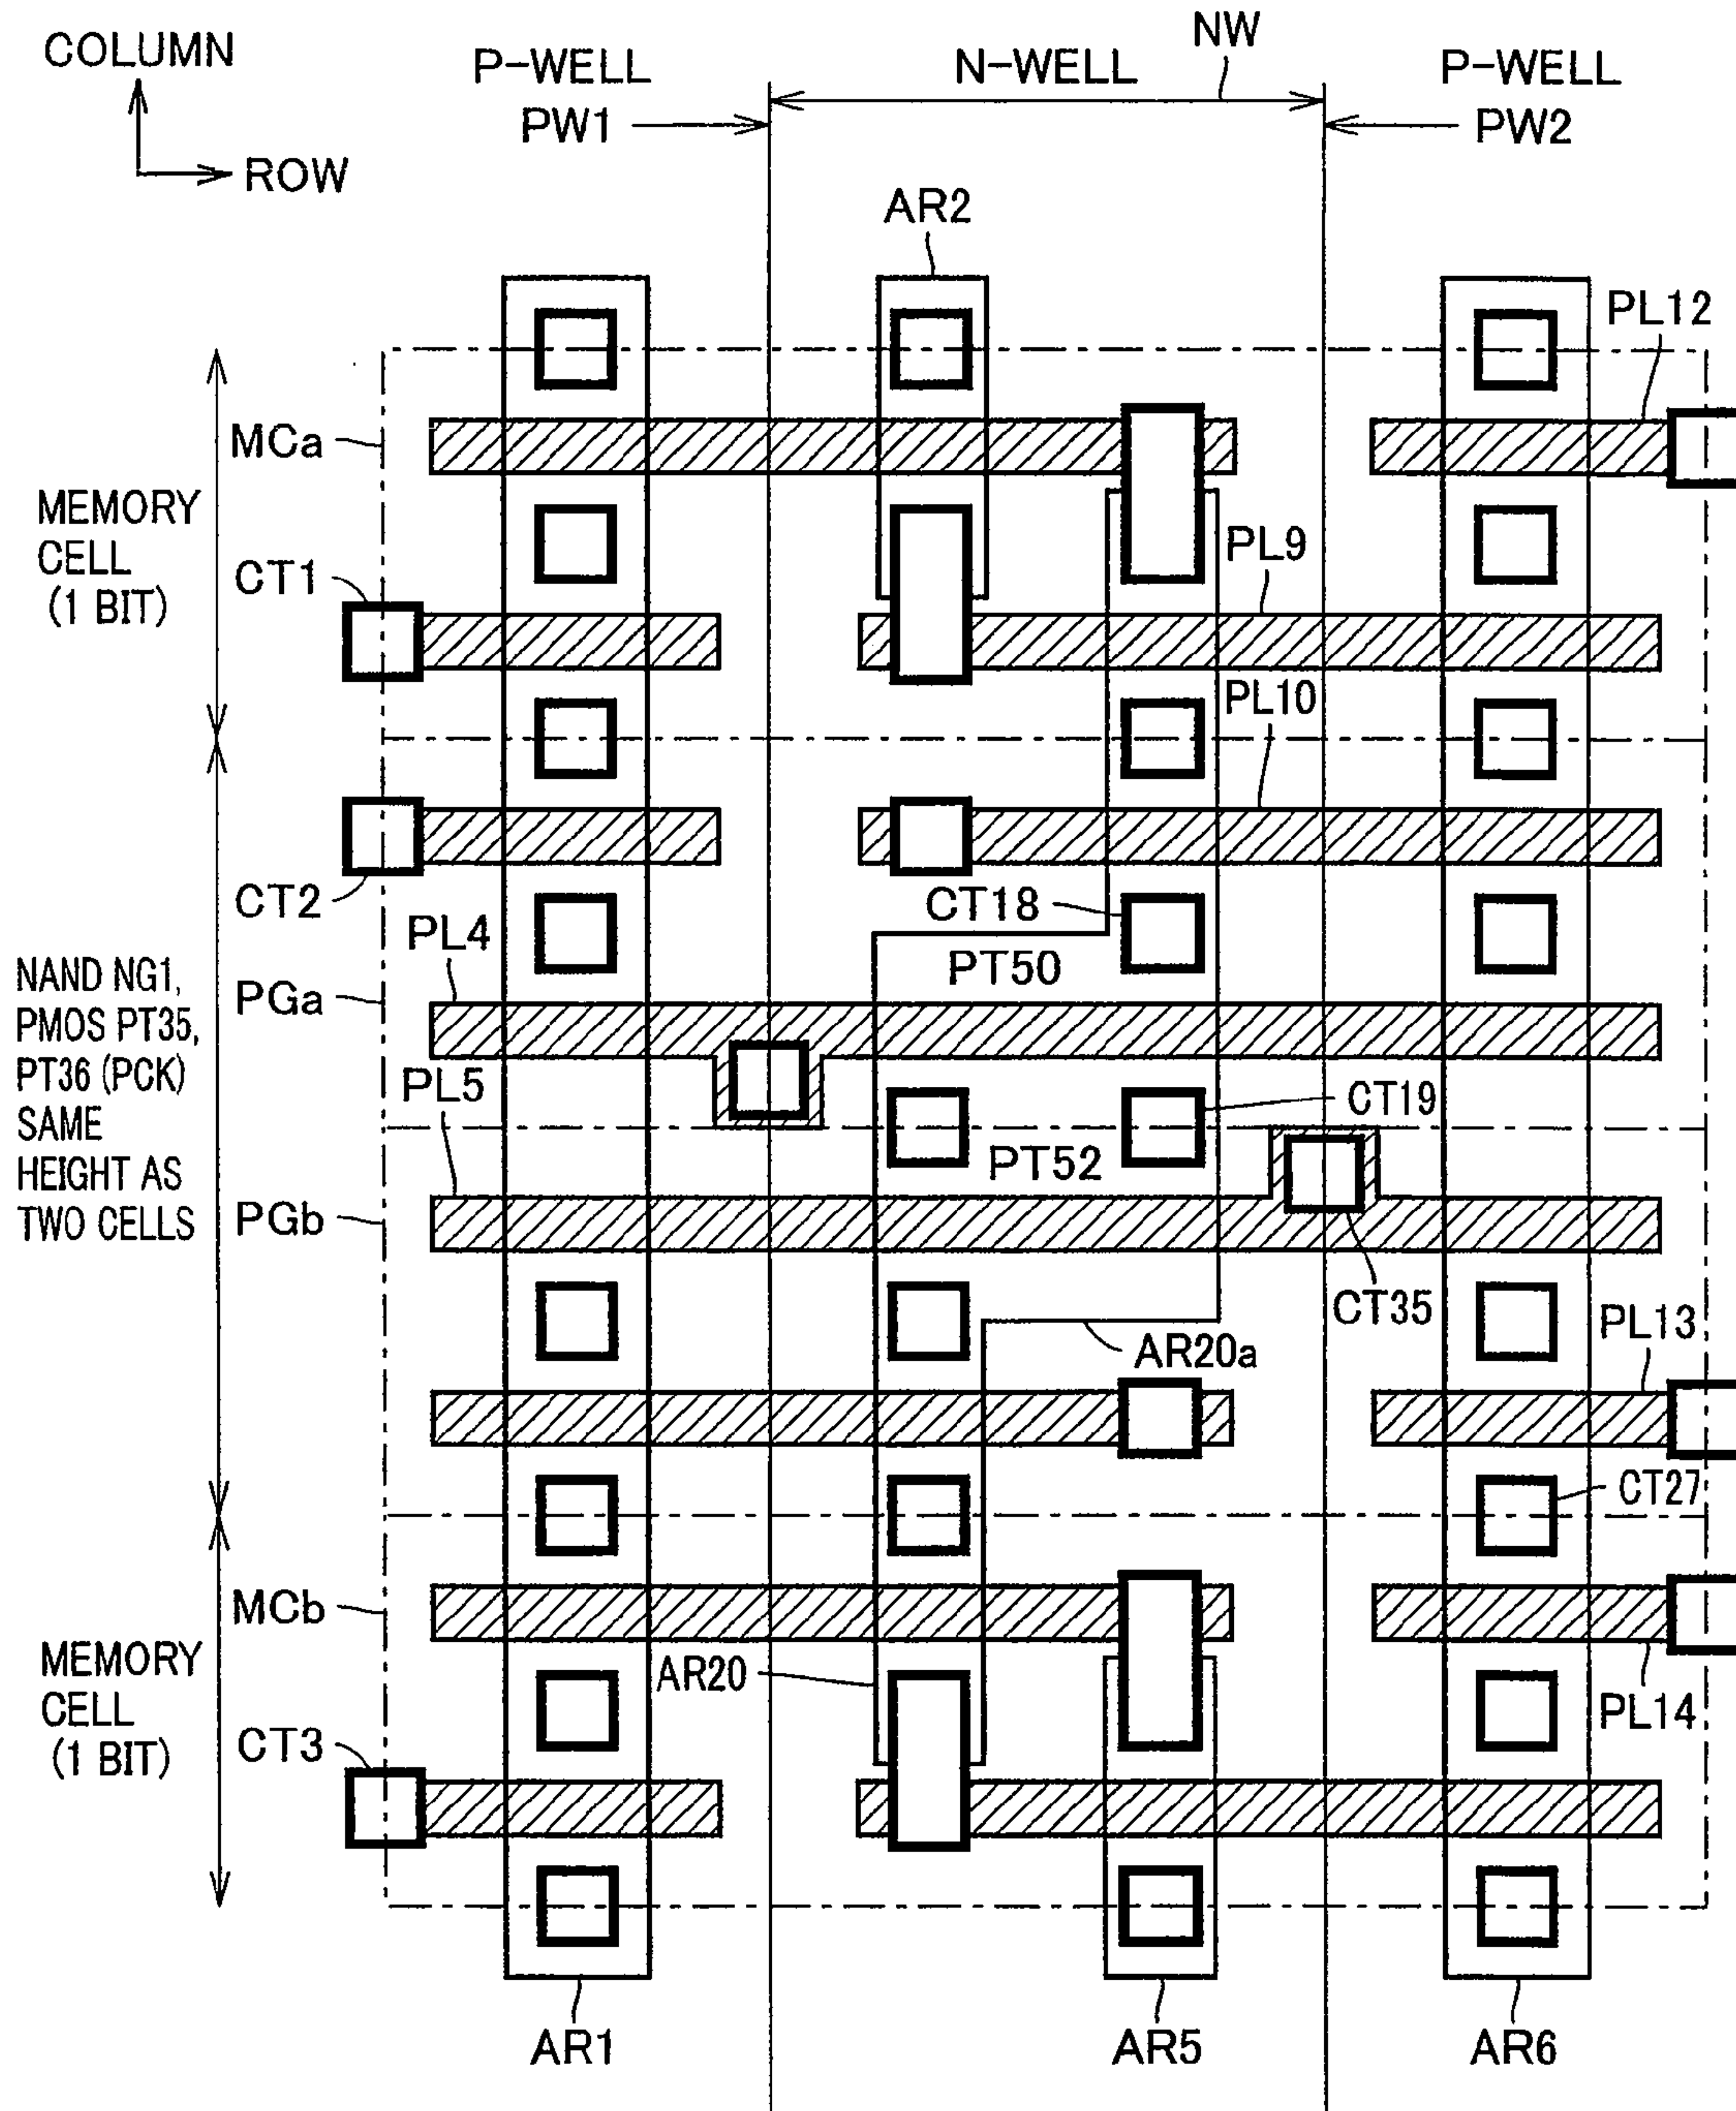 COLUMN
ROW
P-WELL
PW1
N-WELL
NW
P-WELL
PW2
AR2
PL12
MCa
MEMORY
CELL
(1 BIT)
CT1
PL9
PL10
CT2
CT18
PL4
PT50
NAND NG1,
PMOS PT35,
PT36 (PCK)
SAME
HEIGHT AS
TWO CELLS
PGa
PL5
CT19
PT52
PGb
CT35
PL13
AR20a
CT27
MCb
MEMORY
CELL
(1 BIT)
AR20
PL14
CT3
AR1
AR5
AR6